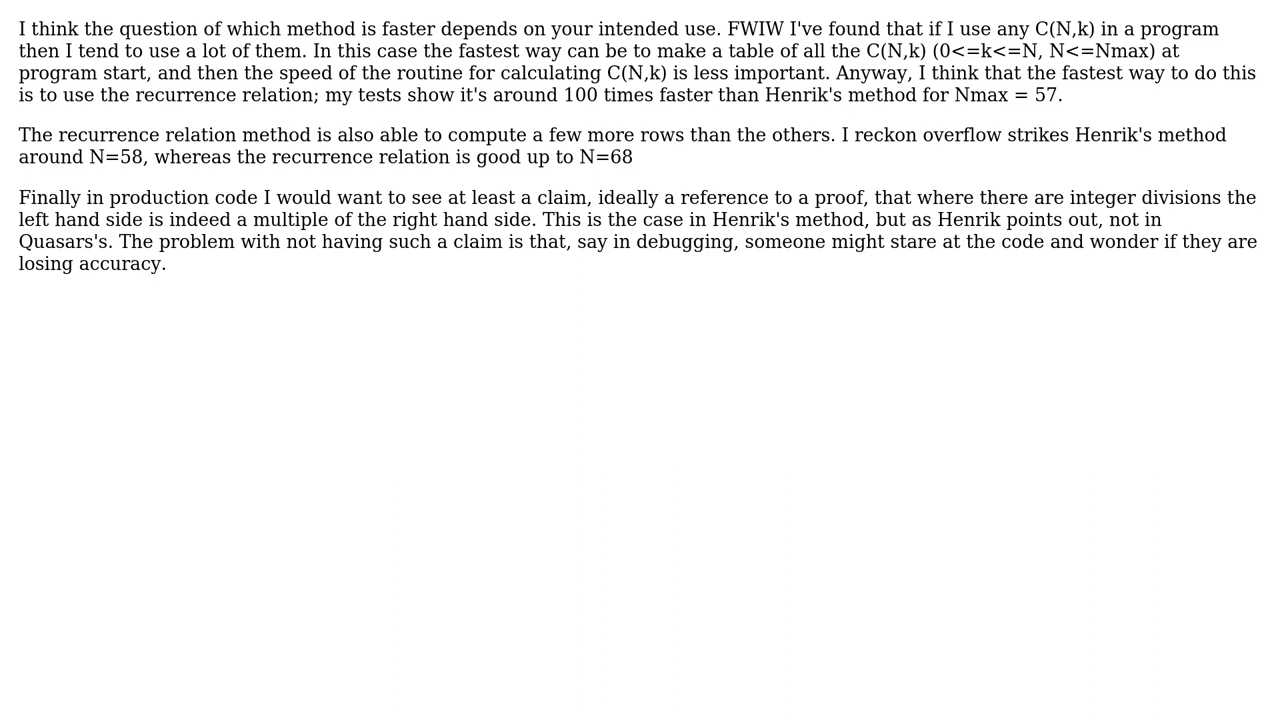 I think the question of which method is faster depends on your intended use. FWIW I've found that if I use any C(N,k) in a program
then I tend to use a lot of them. In this case the fastest way can be to make a table of all the C(N,k) (0<=k<=N, N<=Nmax) at
program start, and then the speed of the routine for calculating C(N,k) is less important. Anyway, I think that the fastest way to do this
is to use the recurrence relation; my tests show it's around 100 times faster than Henrik's method for Nmax = 57.
The recurrence relation method is also able to compute a few more rows than the others. I reckon overflow strikes Henrik's method
around N=58, whereas the recurrence relation is good up to N=68
Finally in production code I would want to see at least a claim, ideally a reference to a proof, that where there are integer divisions the
left hand side is indeed a multiple of the right hand side. This is the case in Henrik's method, but as Henrik points out, not in
Quasars's. The problem with not having such a claim is that, say in debugging, someone might stare at the code and wonder if they are
losing accuracy.